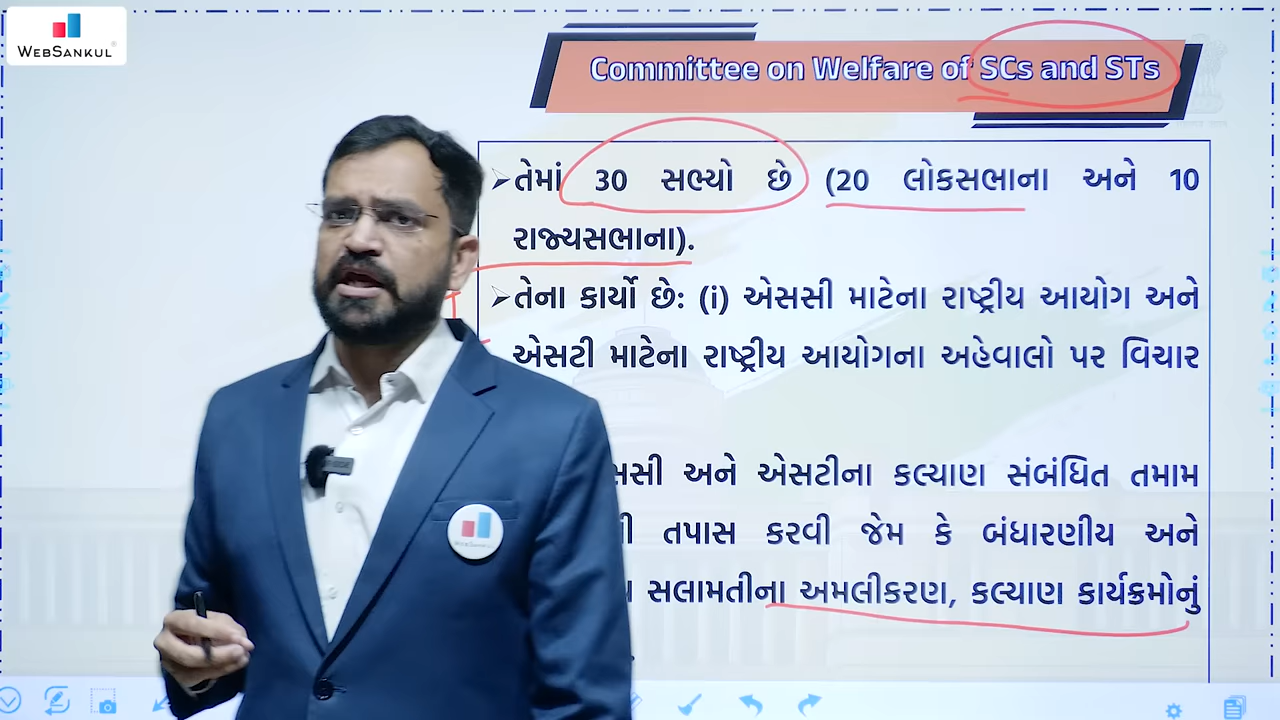 WEBSANKUL
Committee on Welfare of SCs and STs
➢તેમાં 30 સભ્યો છે (20 લોકસભાના અને 10
રાજ્યસભાના).
➢તેના કાર્યો છે: (i) એસસી માટેના રાષ્ટ્રીય આયોગ અને
એસટી માટેના રાષ્ટ્રીય આયોગના અહેવાલો પર વિચાર
અને એસટીના કલ્યાણ સંબંધિત તમામ
તપાસ કરવી જેમ કે બંધારણીય અને
સલામતીના અમલીકરણ, કલ્યાણ કાર્યક્રમોનું
WEBSANKUL